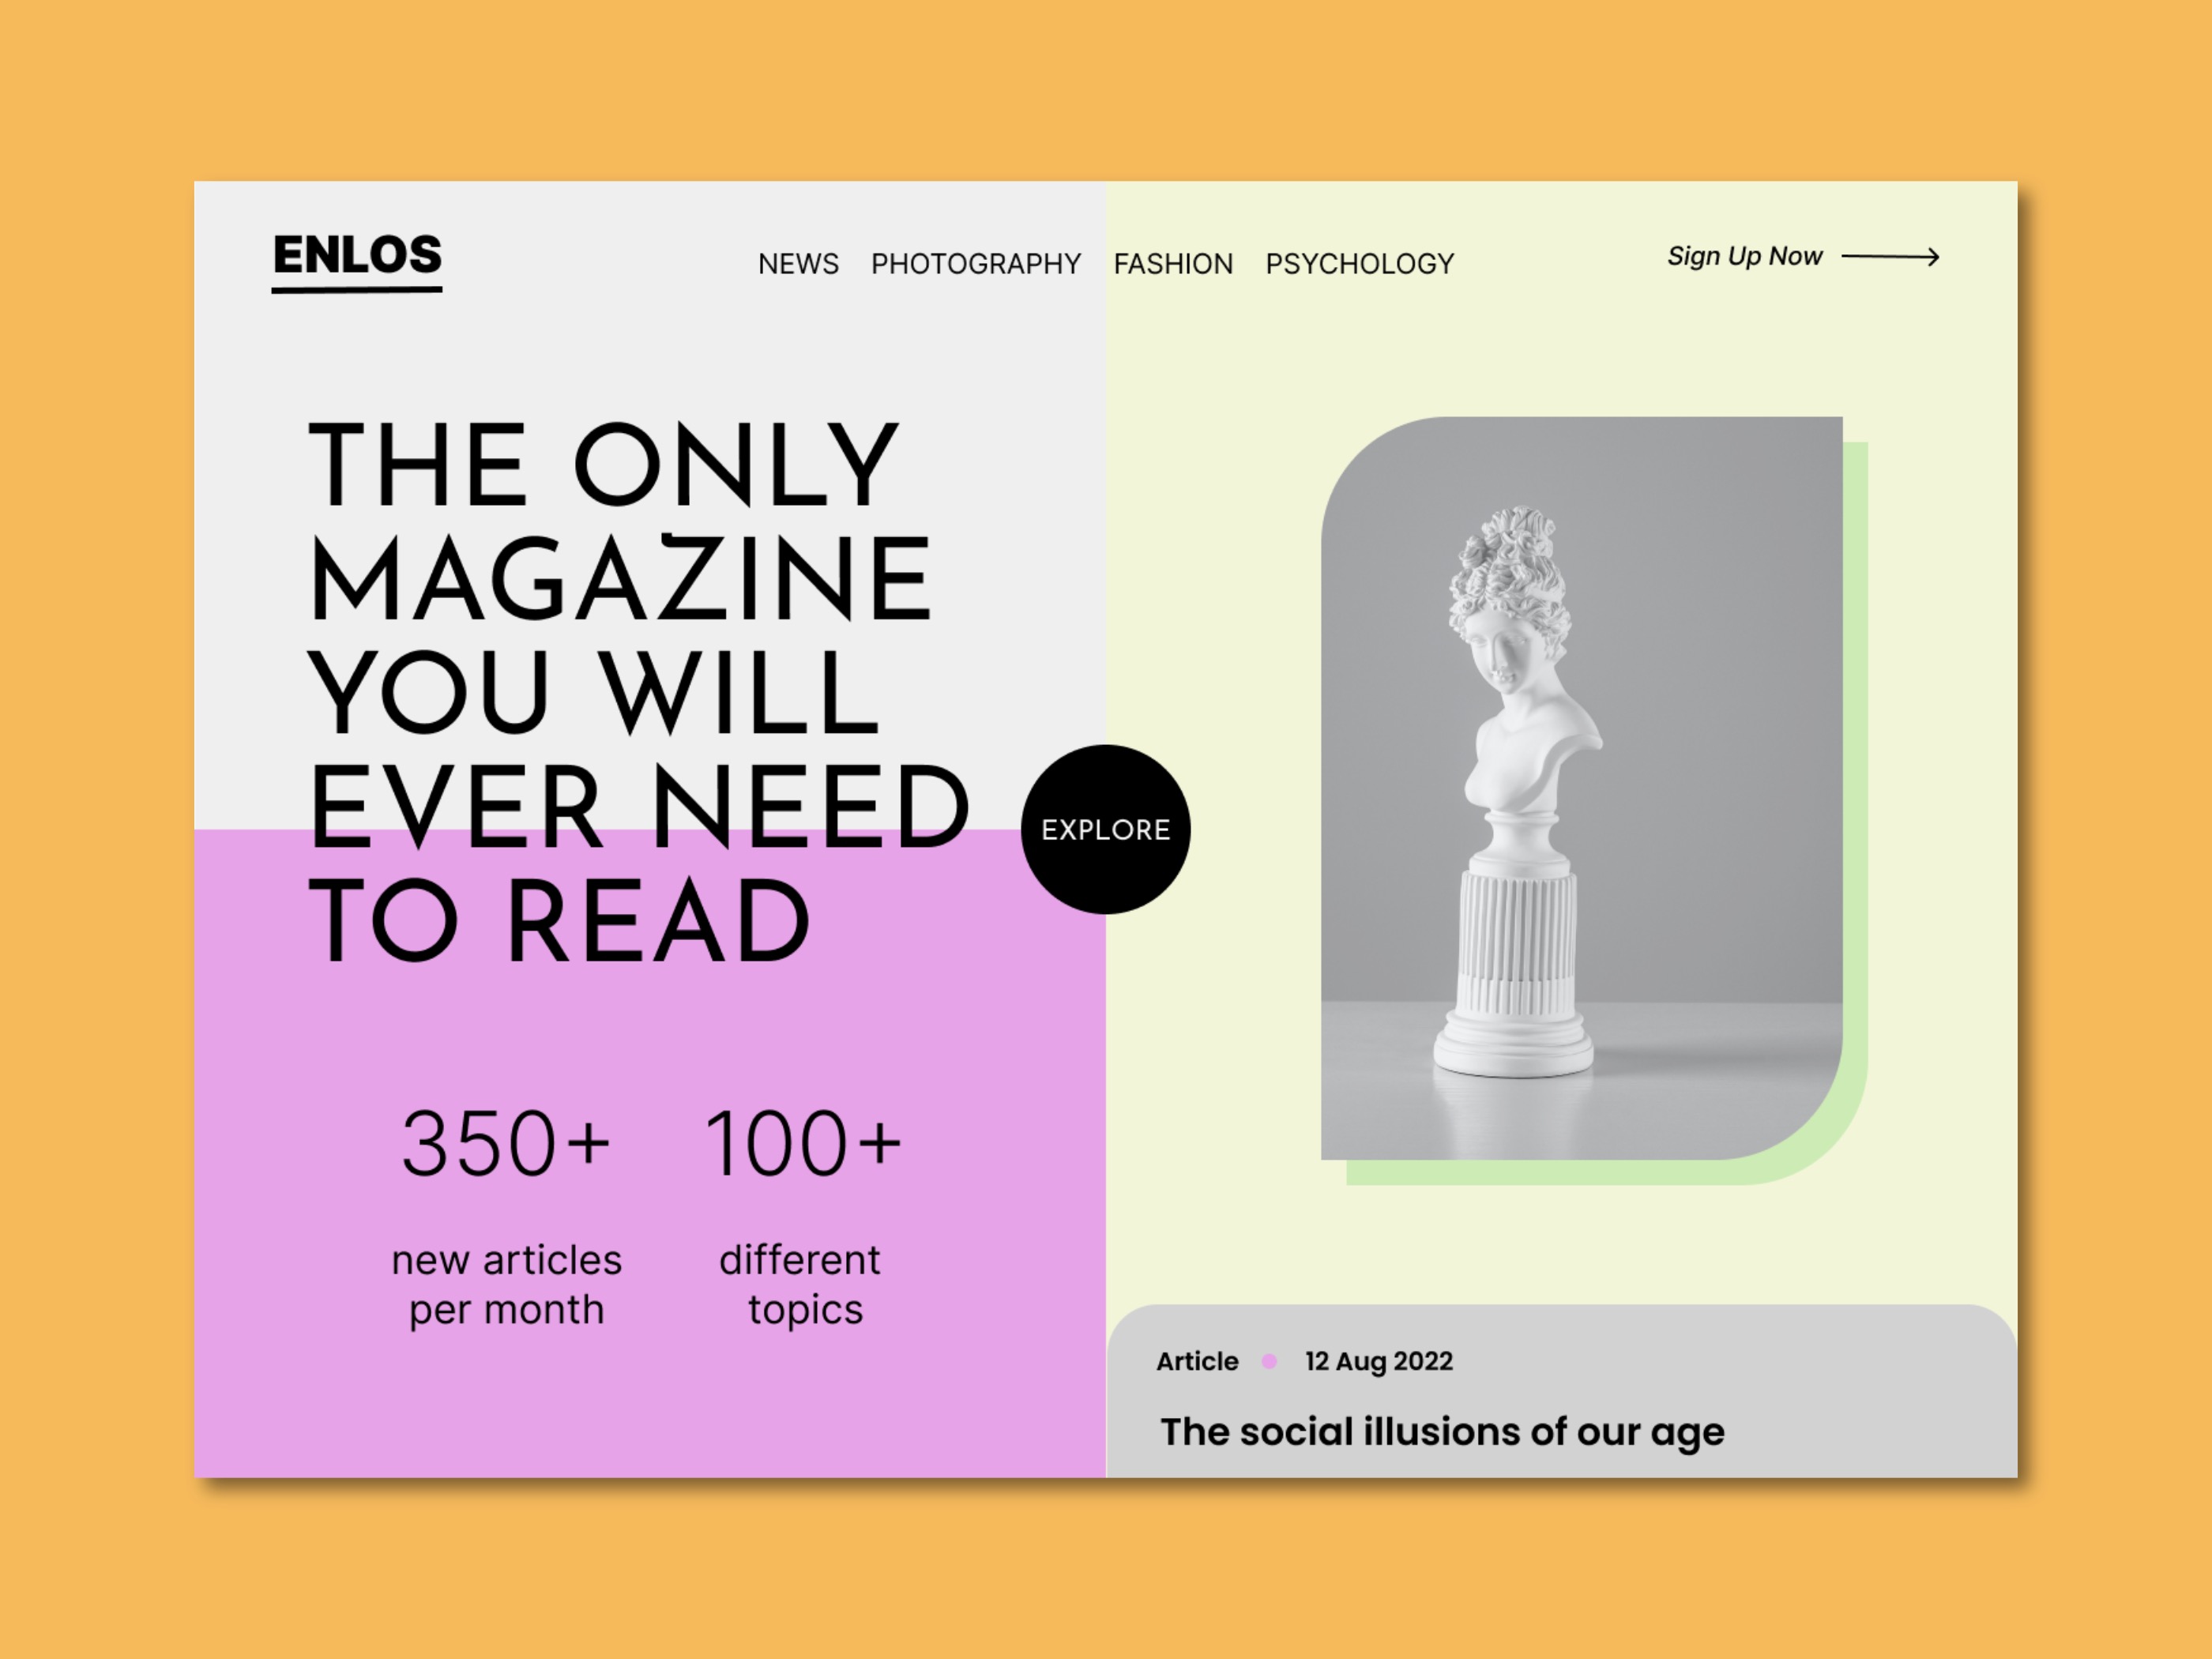 ENLOS
NEWS PHOTOGRAPHY FASHION PSYCHOLOGY
Sign Up Now
THE ONLY
MAGAZINE
YOU WILL
EVER NEED
TO READ
EXPLORE
350+
new articles
per month
100+
different
topics
Article
12 Aug 2022
The social illusions of our age